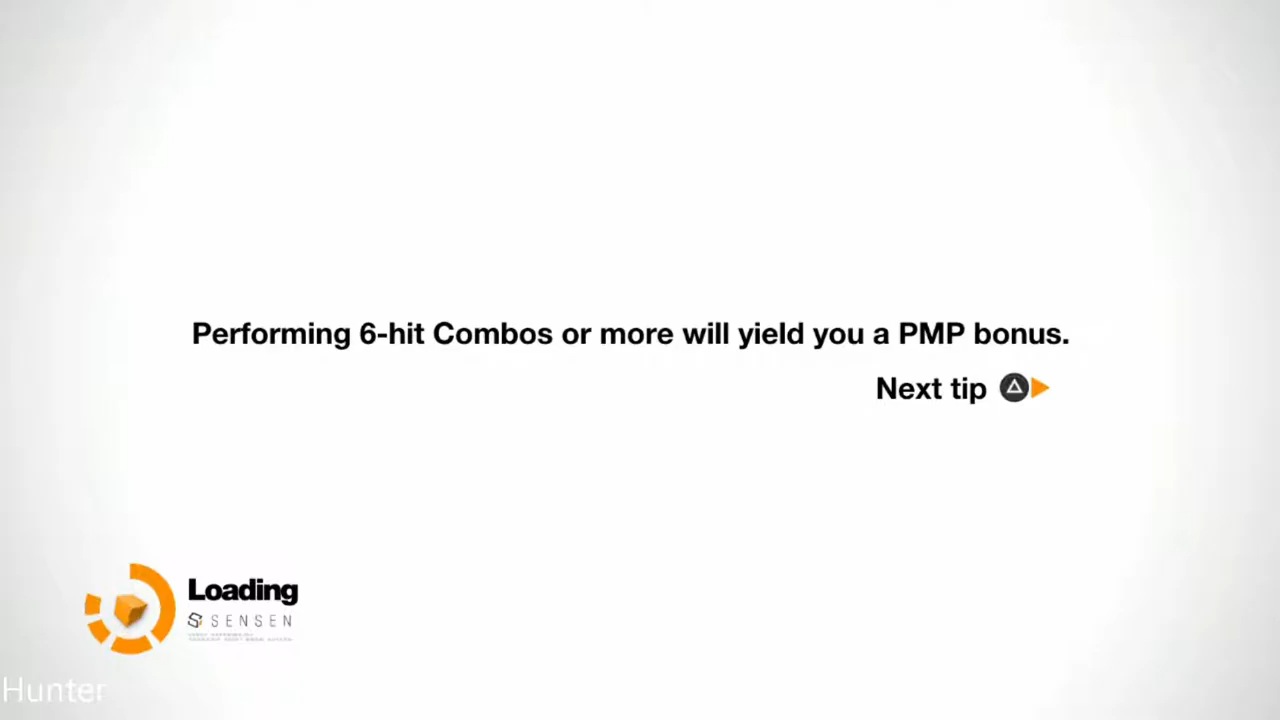 Performing 6-hit Combos or more will yield you a PMP bonus.
Next tip
Loading
SENSEN
Hunter